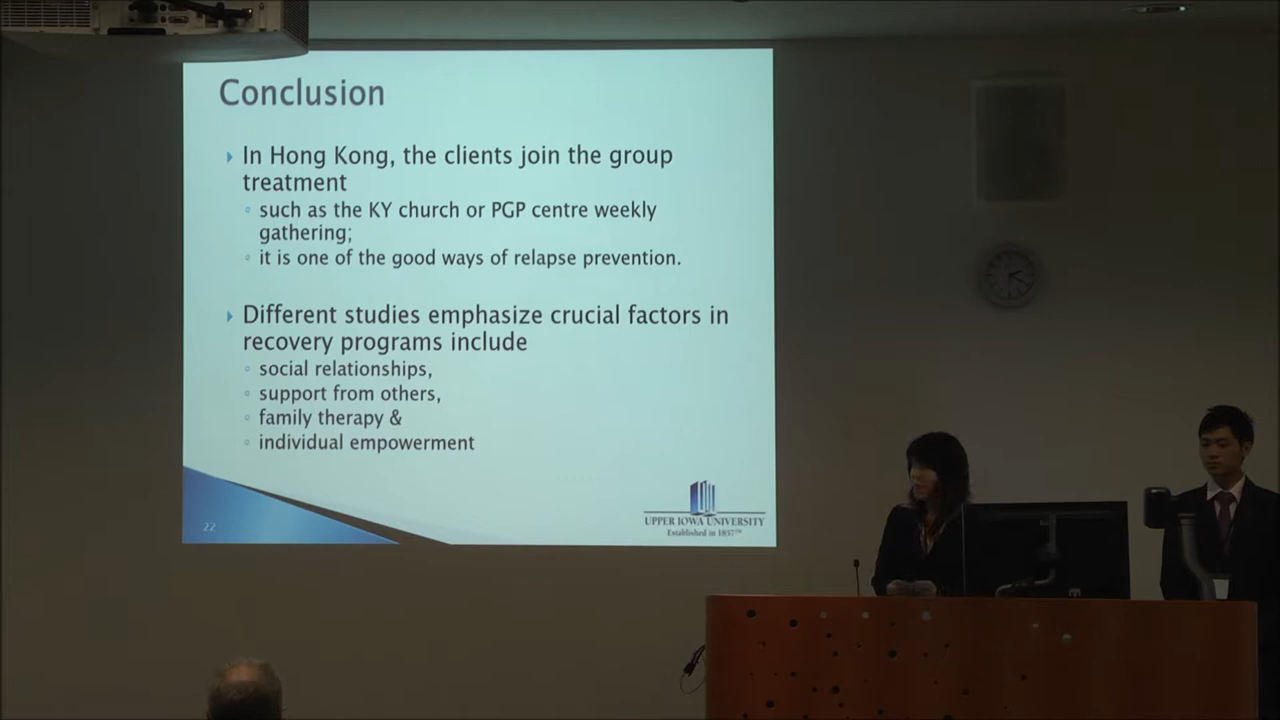 Conclusion
In Hong Kong, the clients join the group
treatment
such as the KY church or PGP centre weekly
gathering;
it is one of the good ways of relapse prevention.
Different studies emphasize crucial factors in
recovery programs include
social relationships,
support from others,
family therapy &
individual empowerment
22
UPPER IOWA UNIVERSITY
Established in 1857™